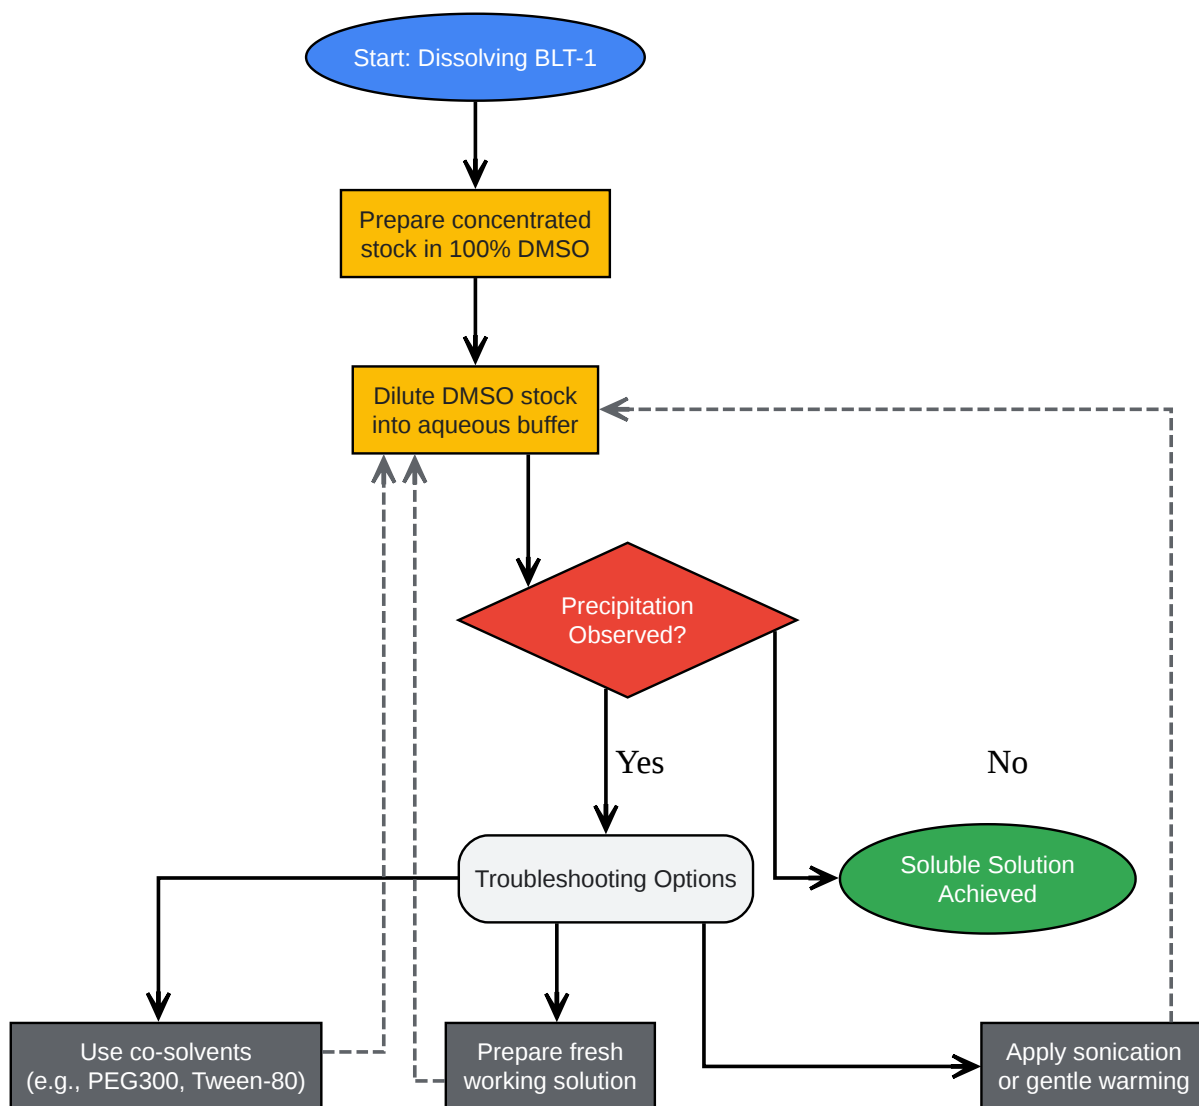 Start: Dissolving BLT-1
Prepare concentrated
stock in 100% DMSO
Dilute DMSO stock
into aqueous buffer
Precipitation
Observed?
Yes
No
Troubleshooting Options
Soluble Solution
Achieved
Use co-solvents
(e.g., PEG300, Tween-80)
Prepare fresh
working solution
Apply sonication
or gentle warming